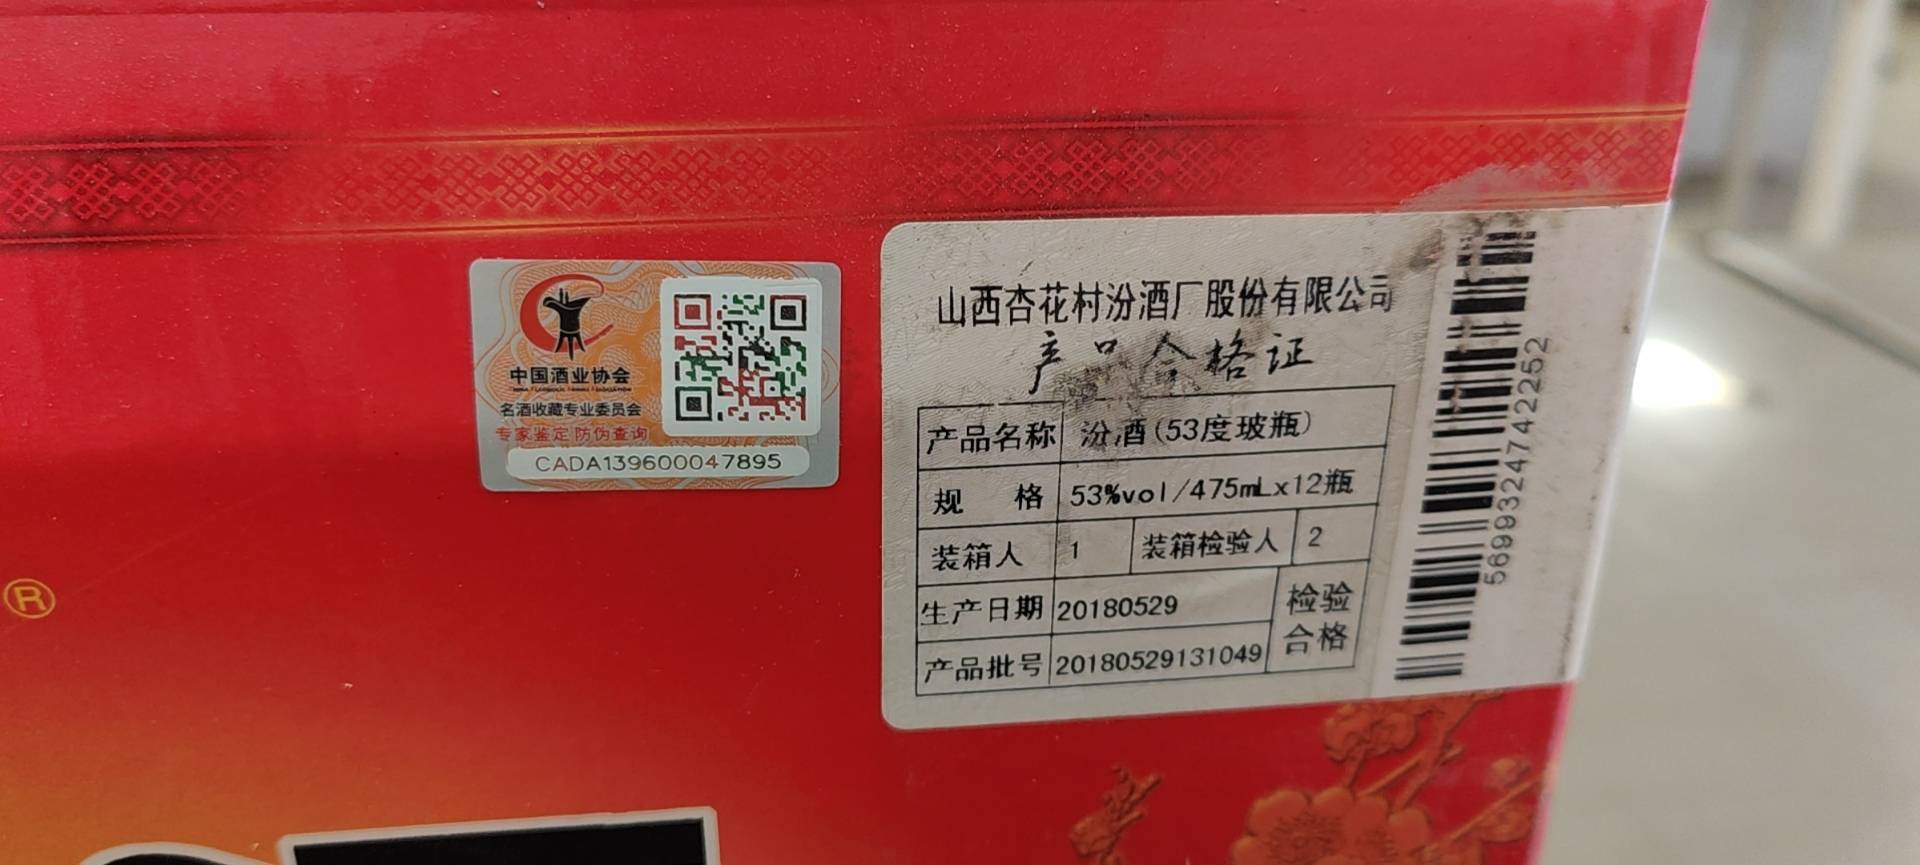 ®
中国酒业协会
名酒收藏专业委员会
专家鉴定 防伪查询
CADA139600047895
山西杏花村汾酒厂股份有限公司
产品合格证
产品名称 汾酒(53度玻瓶)
规 格 53%vol/475mLx12瓶
装箱人 1 装箱检验人 2
生产日期 20180529
检验
合格
产品批号 20180529131049
5699324742252